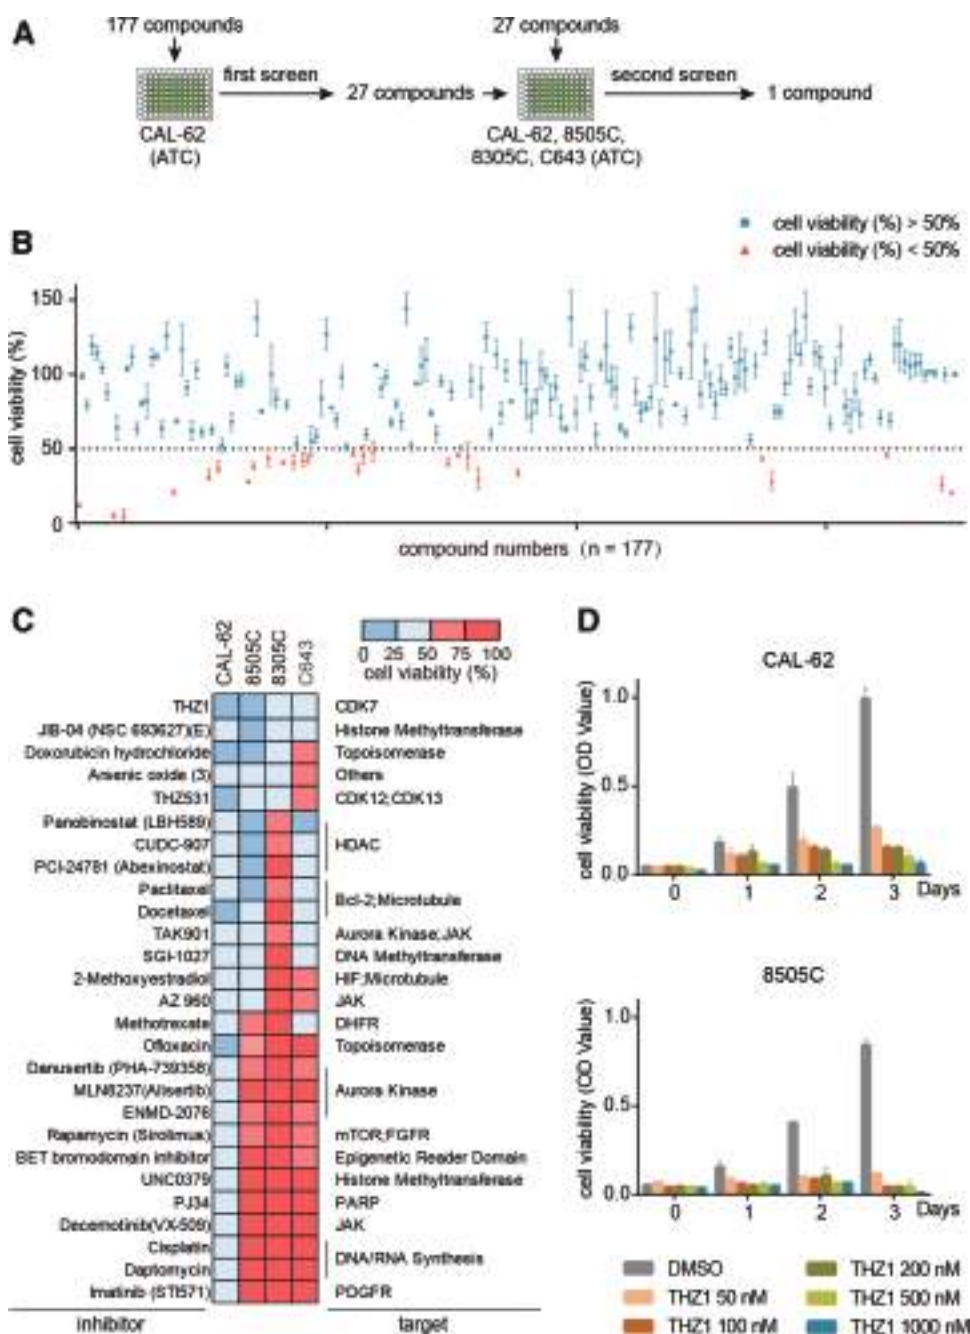 A
177 compounds
27 compounds
first screen
27 compounds
second screen
1 compound
CAL-62
(ATC)
CAL-62, 8505C,
8305C, C643 (ATC)
B
cell viability (%) > 50%
cell viability (%) < 50%
cell viability (%)
150
100
50
0
compound numbers (n = 177)
C
CAL-62
8505C
8305C
C643
0 25 50 75 100
cell viability (%)
THZ1 CDK7
JIB-04 (NSC 693627)(E) Histone Methyltransferase
Doxorubicin hydrochloride Topoisomerase
Arsenic oxide (3) Others
THZ531 CDK12;CDK13
Panobinostat (LBH589)
CUDC-907 HDAC
PCI-24781 (Abexinostat)
Paclitaxel
Bcl-2;Microtubule
Docetaxel
TAK901 Aurora Kinase;JAK
SGI-1027 DNA Methyltransferase
2-Methoxyestradiol HIF;Microtubule
AZ 960 JAK
Methotrexate DHFR
Ofloxacin Topoisomerase
Danusertib (PHA-739358)
MLN8237(Alisertib) Aurora Kinase
ENMD-2076
Rapamycin (Sirolimus) mTOR;FGFR
BET bromodomain inhibitor Epigenetic Reader Domain
UNC0379 Histone Methyltransferase
PJ34 PARP
Decernotinib(VX-509) JAK
Cisplatin
DNA/RNA Synthesis
Daptomycin
Imatinib (STI571) PDGFR
inhibitor target
D
CAL-62
cell viability (OD Value)
1.0
0.5
0.0
0 1 2 3 Days
8505C
cell viability (OD Value)
1.0
0.5
0.0
0 1 2 3 Days
DMSO THZ1 200 nM
THZ1 50 nM THZ1 500 nM
THZ1 100 nM THZ1 1000 nM